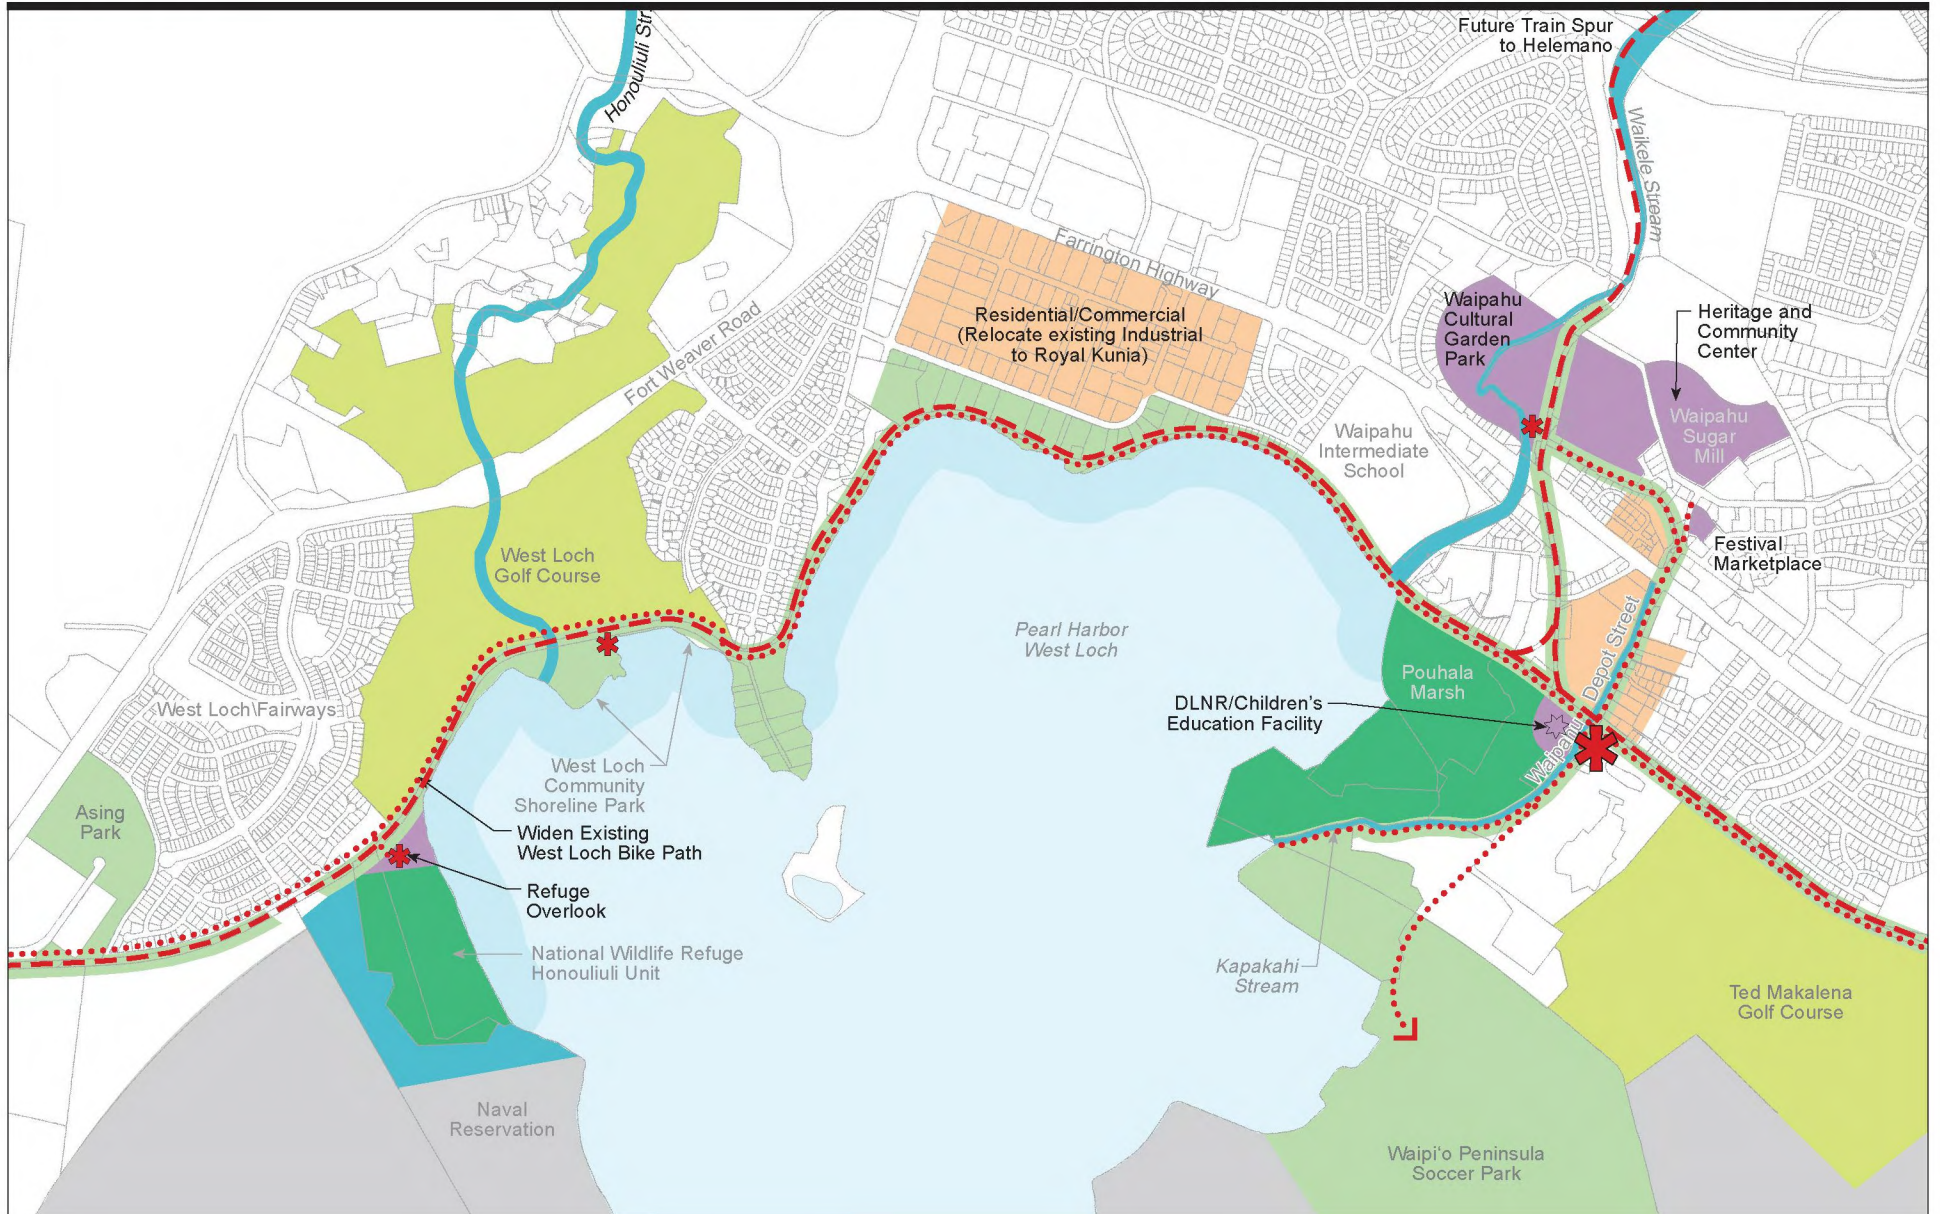 Future Train Spur
to Helemano
Honouliuli Str
Waikele Stream
Farrington Highway
Waipahu
Cultural
Garden
Park
Heritage and
Community
Center
Residential/Commercial
(Relocate existing Industrial
to Royal Kunia)
Fort Weaver Road
Waipahu
Sugar
Mill
Waipahu
Intermediate
School
West Loch
Golf Course
Festival
Marketplace
Pearl Harbor
West Loch
Depot Street
Waipahu
Pouhala
Marsh
DLNR/Children's
Education Facility
West Loch\Fairways
West Loch
Community
Shoreline Park
Asing
Park
Widen Existing
West Loch Bike Path
Refuge
Overlook
National Wildlife Refuge
Honouliuli Unit
Kapakahi
Stream
Ted Makalena
Golf Course
Naval
Reservation
Waipi‘o Peninsula
Soccer Park